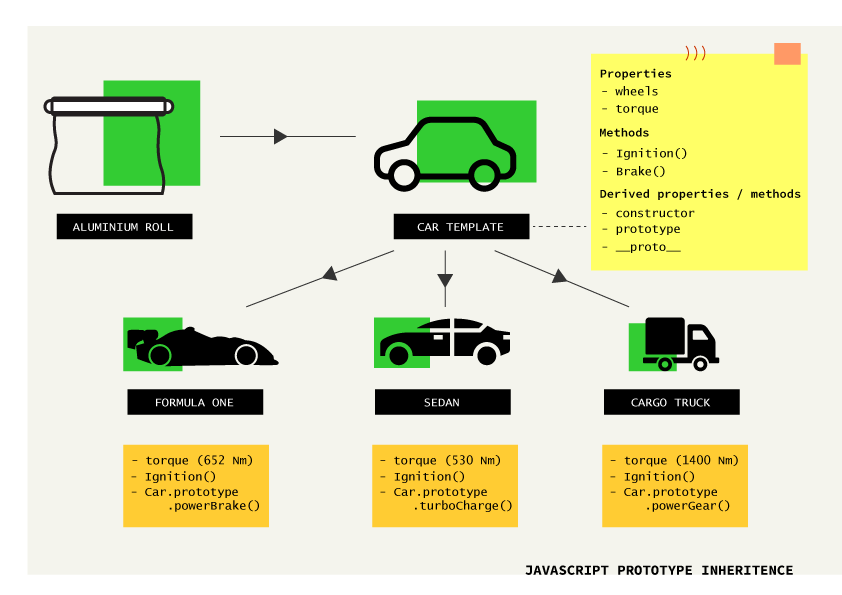 Properties
- wheels
- torque
Methods
- Ignition()
- Brake()
Derived properties / methods
- constructor
- prototype
- __proto__
ALUMINIUM ROLL
CAR TEMPLATE
FORMULA ONE
SEDAN
CARGO TRUCK
- torque (652 Nm)
- Ignition()
- Car.prototype
.powerBrake()
- torque (530 Nm)
- Ignition()
- Car.prototype
.turboCharge()
- torque (1400 Nm)
- Ignition()
- Car.prototype
.powerGear()
JAVASCRIPT PROTOTYPE INHERITENCE